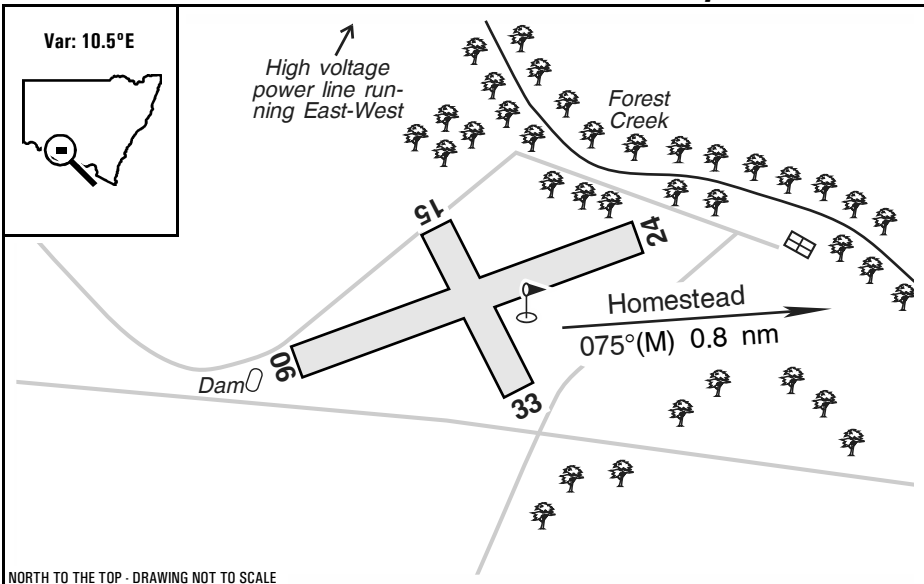 Var: 10.5°E
High voltage
power line run-
ning East-West
Forest
Creek
15
24
Homestead
075°(M) 0.8 nm
06
Dam
33
NORTH TO THE TOP - DRAWING NOT TO SCALE